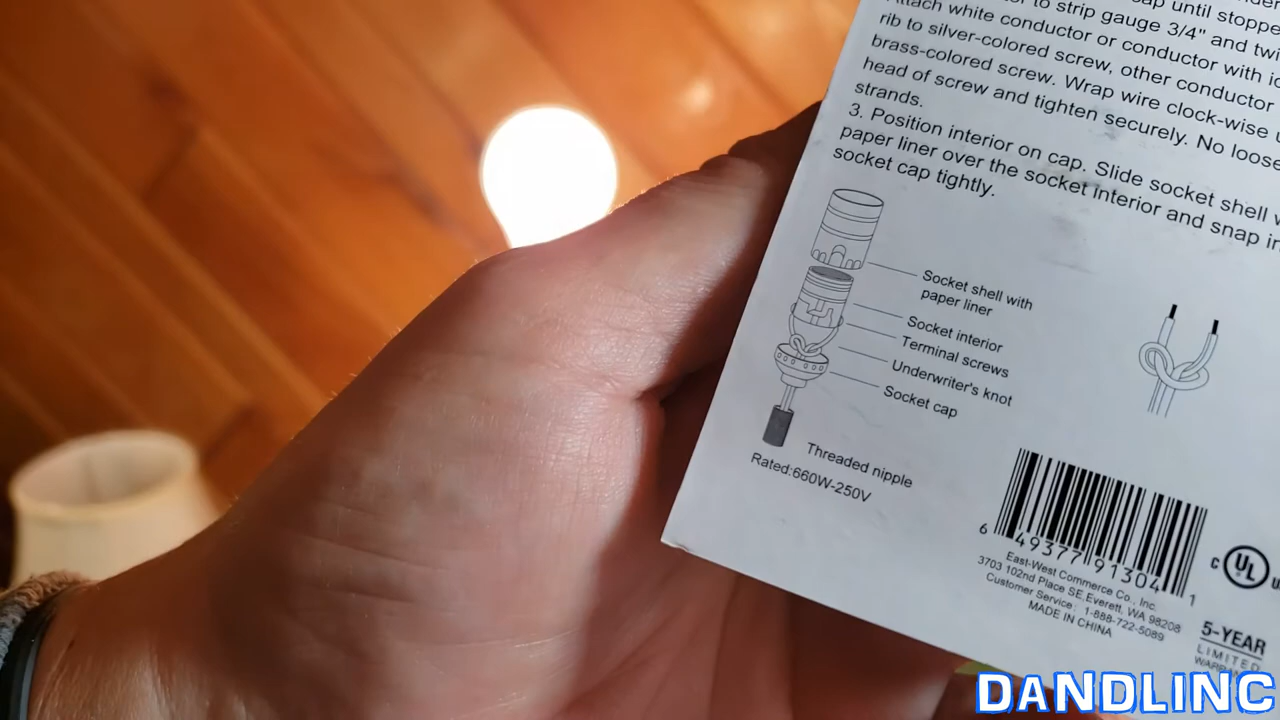 ap until stoppe
to strip gauge 3/4" and twi
Attach white conductor or conductor with i
rib to silver-colored screw, other conductor
brass-colored screw. Wrap wire clock-wise
head of screw and tighten securely. No loose
strands.
3. Position interior on cap. Slide socket shell
paper liner over the socket interior and snap in
socket cap tightly.
Socket shell with
paper liner
Socket interior
Terminal screws
Underwriter's knot
Socket cap
Threaded nipple
Rated:660W-250V
6 49377 91304 1
East-West Commerce Co., Inc.
3703 102nd Place SE, Everett, WA 98208
Customer Service: 1-888-722-5089
MADE IN CHINA
C UL U
5-YEAR
LIMITED
WARRAN
DANDLINC